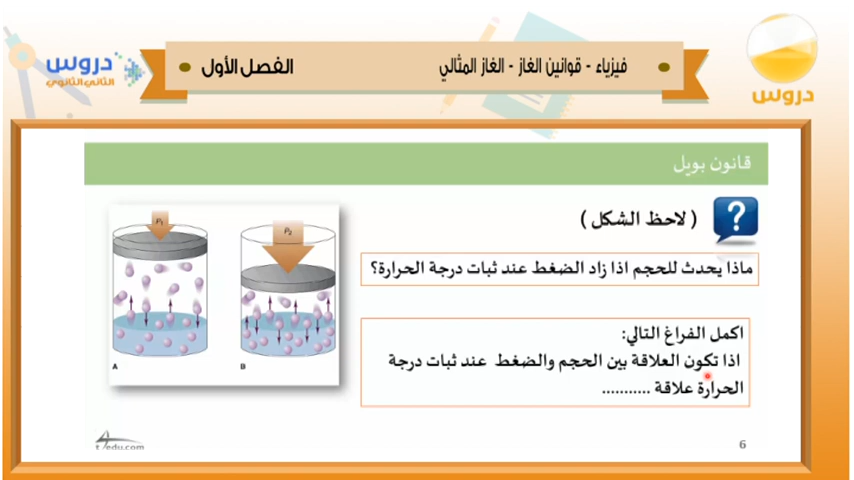 دروس
الثاني الثانوي
الفصل الأول
فيزياء - قوانين الغاز - الغاز المثالي
دروس
قانون بويل
( لاحظ الشكل )
ماذا يحدث للحجم اذا زاد الضغط عند ثبات درجة الحرارة؟
اكمل الفراغ التالي:
اذا تكون العلاقة بين الحجم والضغط عند ثبات درجة
الحرارة علاقة ...........
P1
P2
A
B
6